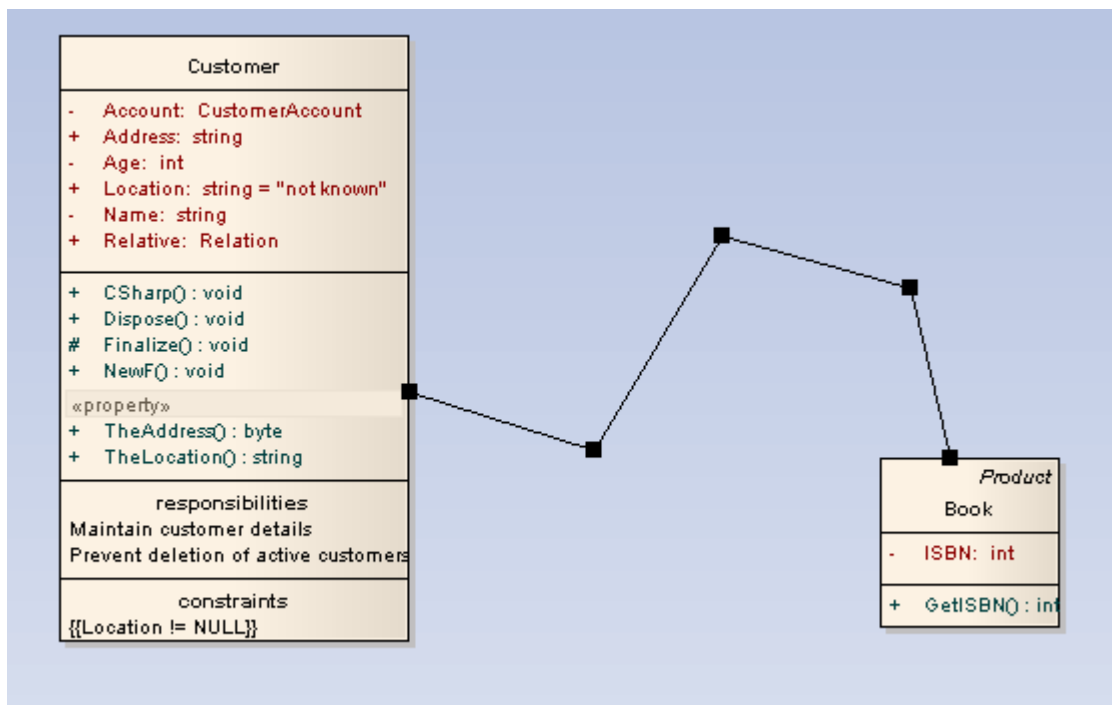 Customer
- Account: CustomerAccount
+ Address: string
- Age: int
+ Location: string = "not known"
- Name: string
+ Relative: Relation
+ CSharp() : void
+ Dispose() : void
# Finalize() : void
+ NewF() : void
«property»
+ TheAddress() : byte
+ TheLocation() : string
responsibilities
Maintain customer details
Prevent deletion of active customers
constraints
{{Location != NULL}}
Product
Book
- ISBN: int
+ GetISBN() : int